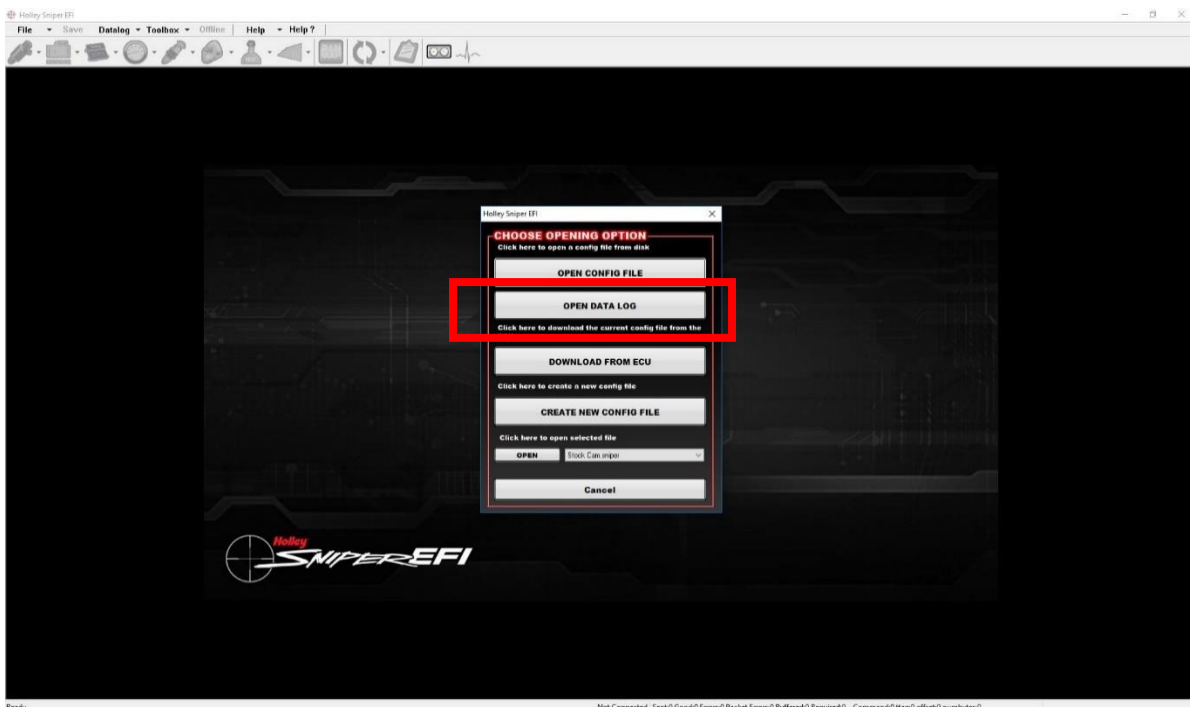 Holley Sniper EFI
File Save Datalog Toolbox Offline Help Help ?
Holley Sniper EFI
CHOOSE OPENING OPTION
Click here to open a config file from disk
OPEN CONFIG FILE
OPEN DATA LOG
Click here to download the current config file from the
DOWNLOAD FROM ECU
Click here to create a new config file
CREATE NEW CONFIG FILE
Click here to open selected file
OPEN Stock Cam.sniper
Cancel
Holley
SNIPER EFI
Ready